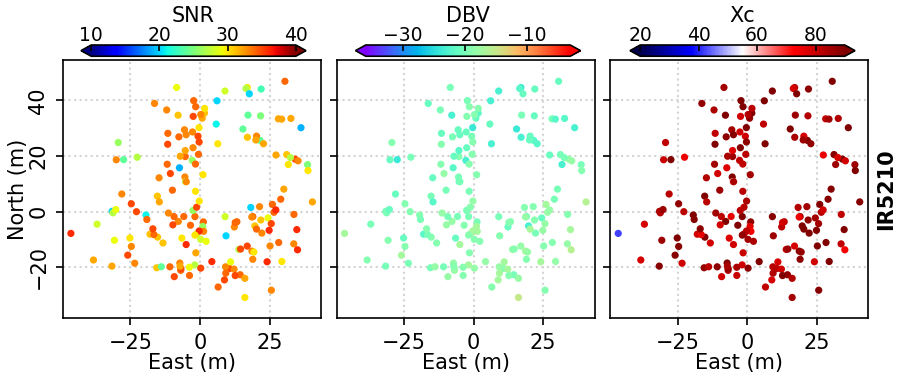 SNR DBV Xc
10 20 30 40 −30 −20 −10 20 40 60 80
40
20
0
−20
North (m)
−25 0 25 −25 0 25 −25 0 25
East (m) East (m) East (m)
IR5210